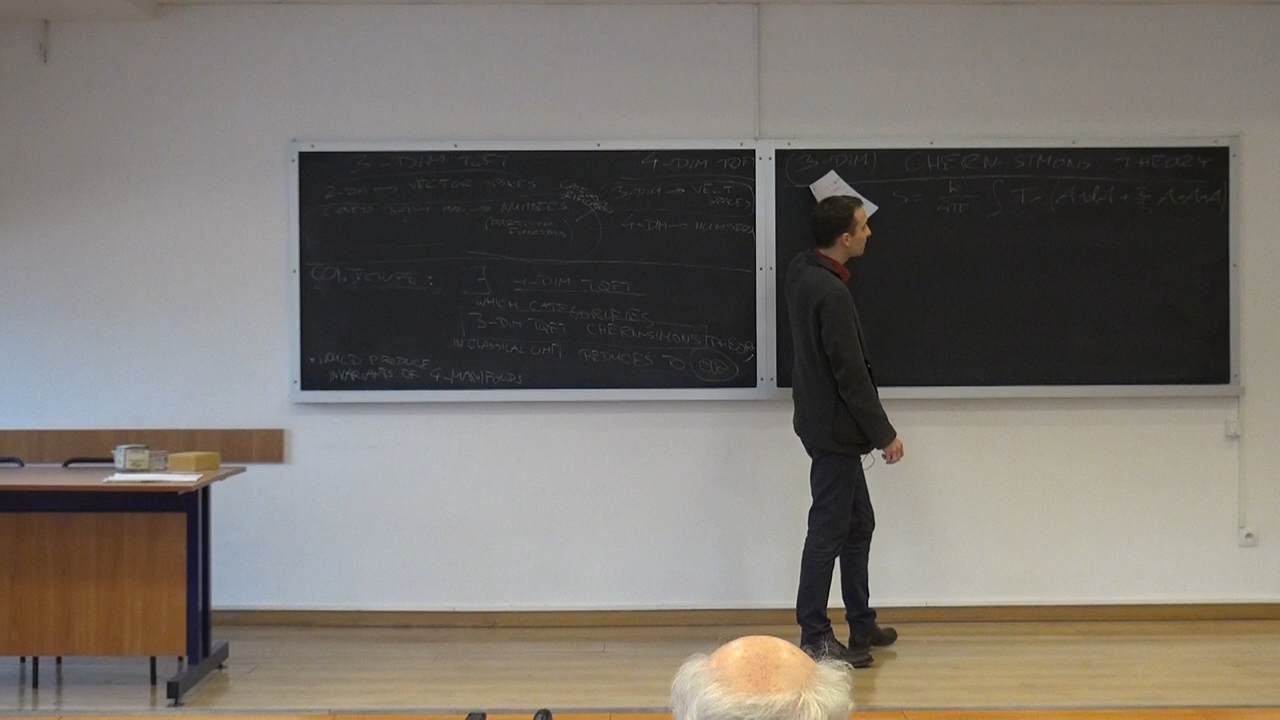 3-DIM TQFT
2-DIM → VECTOR SPACES
CLOSED 3-DIM MAN → NUMBERS
(PARTITION FUNCTIONS)
4-DIM TQFT
3-DIM → VECT SPACES
4-DIM → NUMBERS
CONJECTURE: ∃ 4-DIM TQFT
WHICH CATEGORIFIES
3-DIM TQFT CHERN-SIMONS THEORY
IN CLASSICAL LIMIT REDUCES TO
• WOULD PRODUCE
INVARIANTS OF 4-MANIFOLDS
(3-DIM) CHERN-SIMONS THEORY
S = k/4π ∫ Tr (A∧dA + 2/3 A∧A∧A)